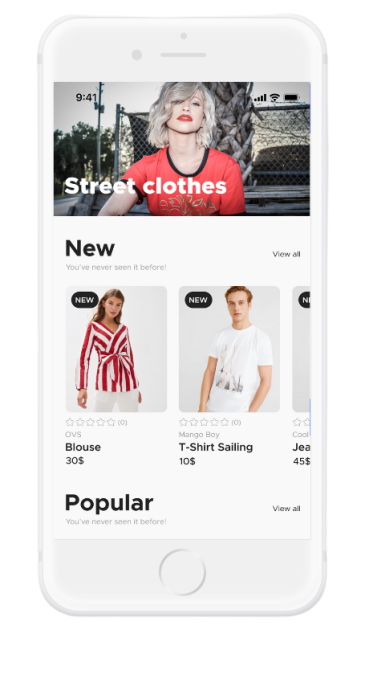 9:41
Street clothes
New
View all
You've never seen it before!
NEW
NEW
(0)
(0)
OVS
Mango Boy
Cool
Blouse
T-Shirt Sailing
30$
10$
45$
Popular
View all
You've never seen it before!